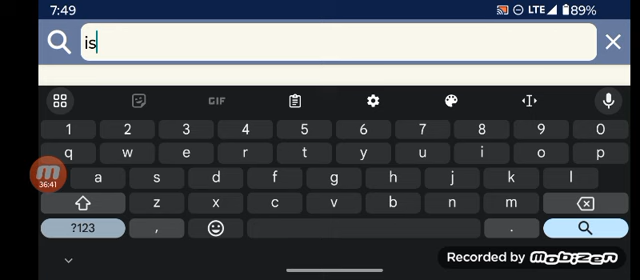 7:49 LTE 89%
is
GIF
1 2 3 4 5 6 7 8 9 0
q w e r t y u i o p
36:41
a s d f g h j k l
z x c v b n m
?123 , .
Recorded by mobizen